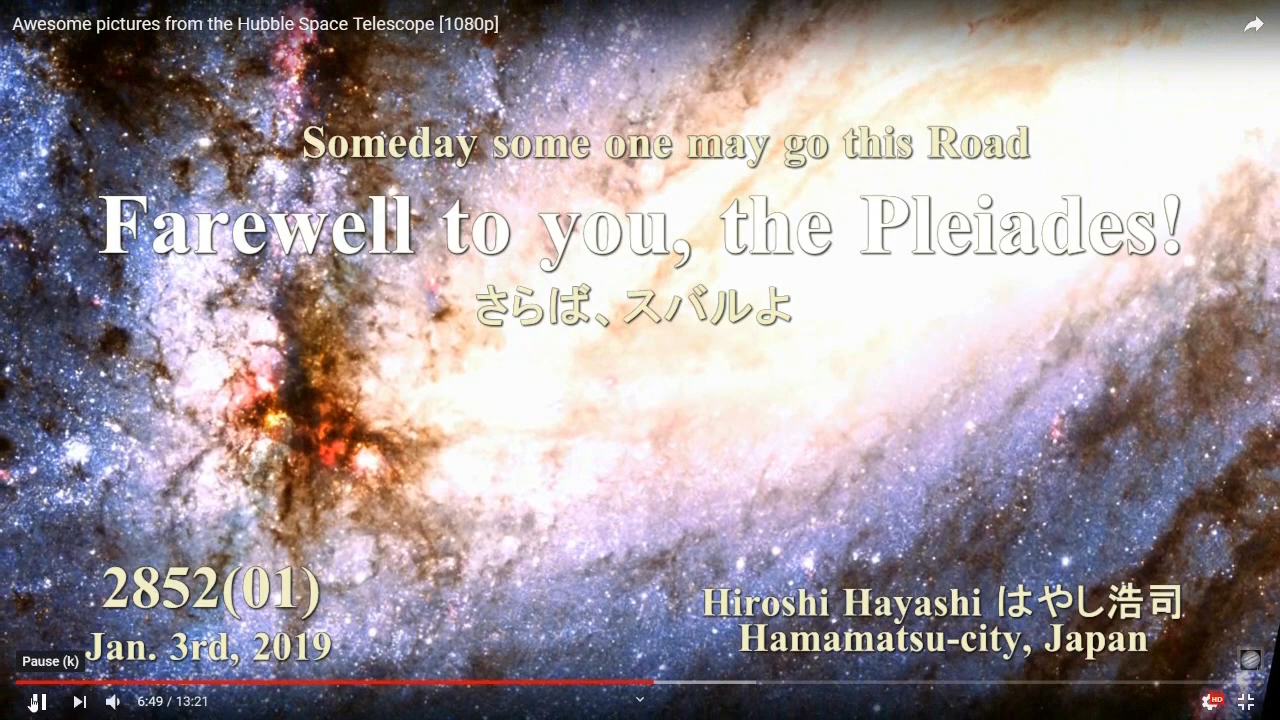 Awesome pictures from the Hubble Space Telescope [1080p]
Someday some one may go this Road
Farewell to you, the Pleiades!
さらば、スバルよ
2852(01)
Jan. 3rd, 2019
Hiroshi Hayashi はやし浩司
Hamamatsu-city, Japan
Pause (k)
6:49 / 13:21
HD